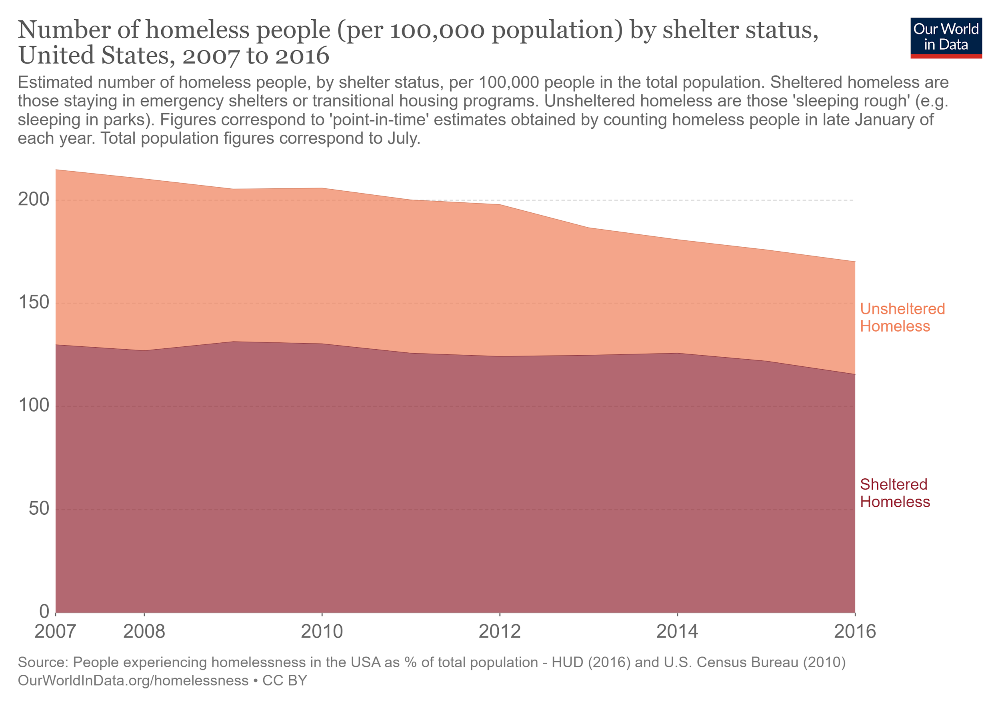 Number of homeless people (per 100,000 population) by shelter status,
United States, 2007 to 2016
Our World
in Data
Estimated number of homeless people, by shelter status, per 100,000 people in the total population. Sheltered homeless are
those staying in emergency shelters or transitional housing programs. Unsheltered homeless are those 'sleeping rough' (e.g.
sleeping in parks). Figures correspond to 'point-in-time' estimates obtained by counting homeless people in late January of
each year. Total population figures correspond to July.
200
150
100
50
0
Unsheltered
Homeless
Sheltered
Homeless
2007 2008 2010 2012 2014 2016
Source: People experiencing homelessness in the USA as % of total population - HUD (2016) and U.S. Census Bureau (2010)
OurWorldInData.org/homelessness • CC BY